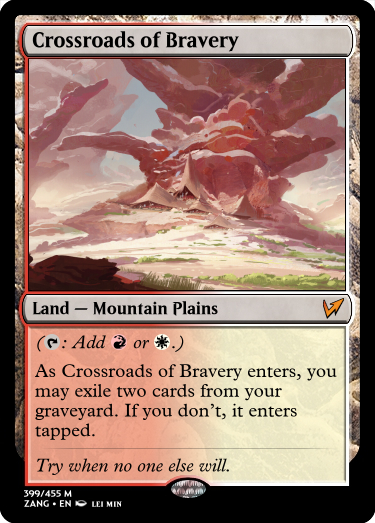 Crossroads of Bravery
Land — Mountain Plains
(: Add or .)
As Crossroads of Bravery enters, you
may exile two cards from your
graveyard. If you don't, it enters
tapped.
Try when no one else will.
399/455 M
ZANG • EN LEI MIN